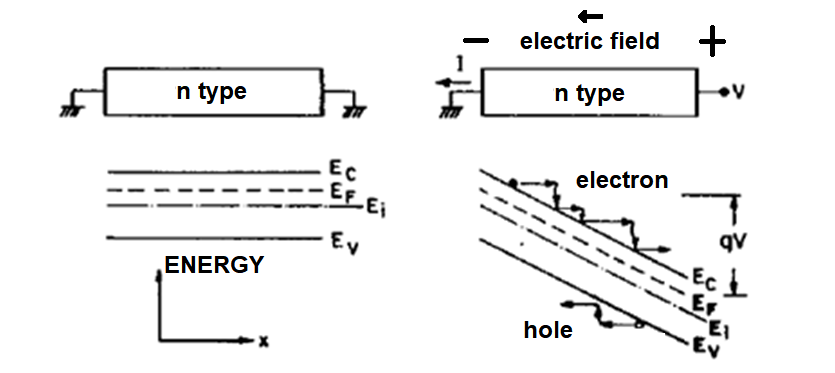 n type
E_C
E_F
E_i
E_V
ENERGY
x
← electric field
− +
I
n type
V
electron
qV
E_C
E_F
E_i
E_V
hole